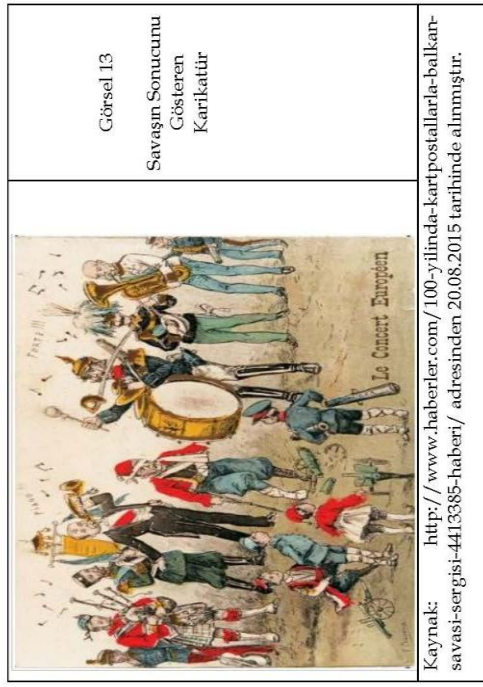 Görsel 13
Savaşın Sonucunu
Gösteren
Karikatür
Le Concert Européen
Kaynak: http://www.haberler.com/100-yilinda-kartpostallarla-balkan-
savasi-sergisi-4413385-haberi/ adresinden 20.08.2015 tarihinde alınmıştır.